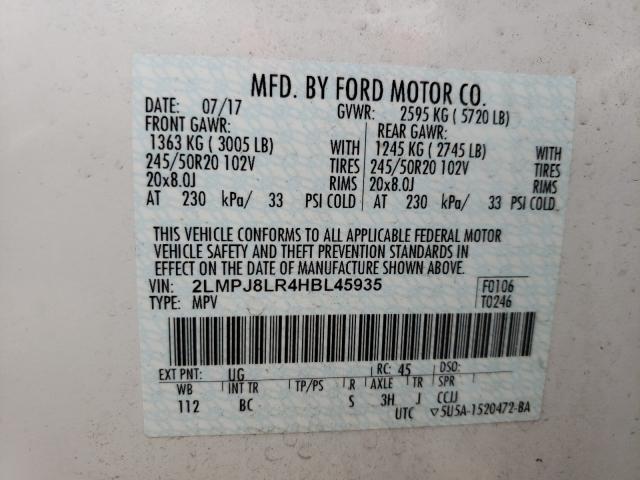 MFD. BY FORD MOTOR CO.
DATE: 07/17 GVWR: 2595 KG ( 5720 LB)
FRONT GAWR: REAR GAWR:
1363 KG ( 3005 LB) WITH 1245 KG ( 2745 LB) WITH
245/50R20 102V TIRES 245/50R20 102V TIRES
20x8.0J RIMS 20x8.0J RIMS
AT 230 kPa/ 33 PSI COLD AT 230 kPa/ 33 PSI COLD
THIS VEHICLE CONFORMS TO ALL APPLICABLE FEDERAL MOTOR
VEHICLE SAFETY AND THEFT PREVENTION STANDARDS IN
EFFECT ON THE DATE OF MANUFACTURE SHOWN ABOVE.
VIN: 2LMPJ8LR4HBL45935 F0106
TYPE: MPV T0246
EXT PNT: UG RC: 45 DSO:
WB INT TR TP/PS R AXLE TR SPR
112 BC S 3H J CCJJ
UTC ▽5U5A-1520472-BA